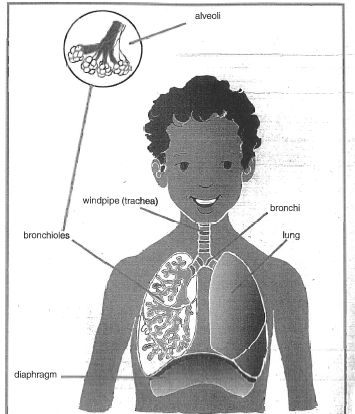 alveoli
windpipe (trachea)
bronchi
bronchioles
lung
diaphragm